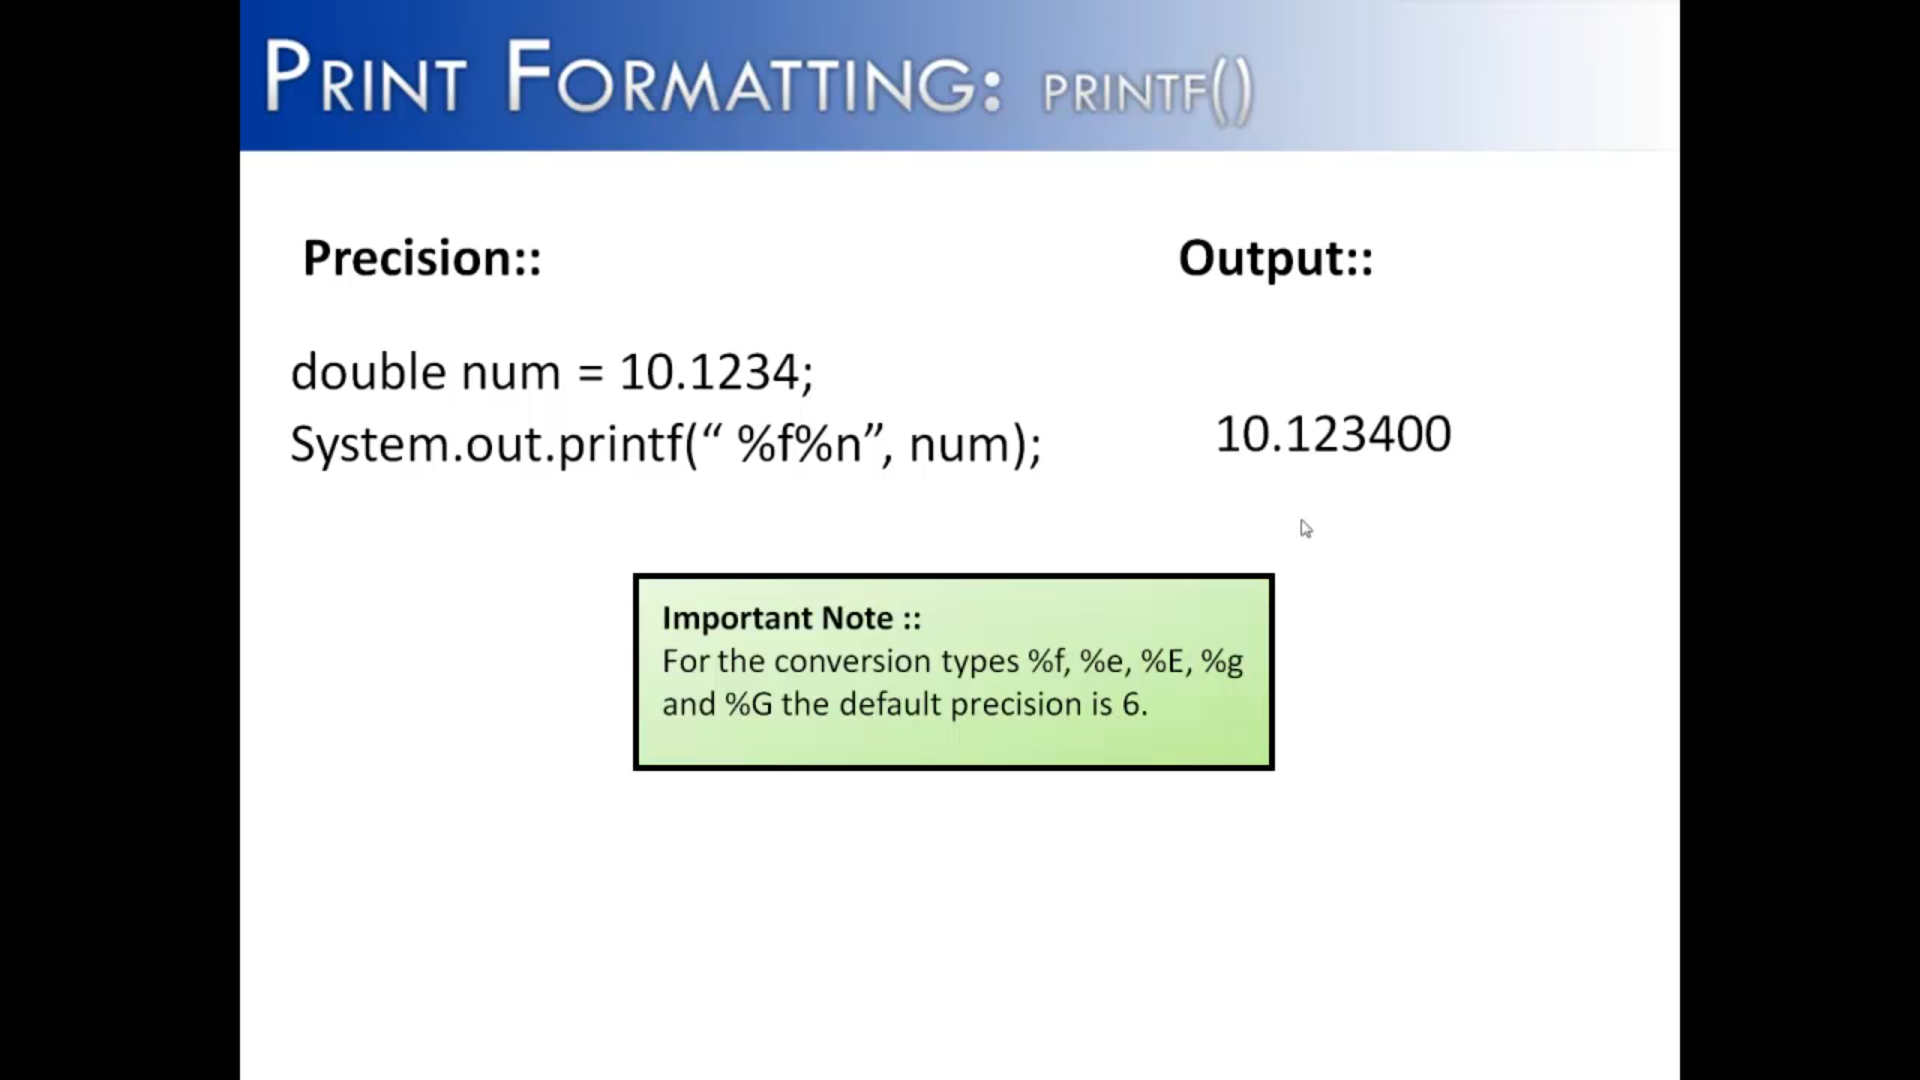 PRINT FORMATTING: PRINTF()
Precision::
Output::
double num = 10.1234;
System.out.printf(“ %f%n”, num);
10.123400
Important Note ::
For the conversion types %f, %e, %E, %g
and %G the default precision is 6.